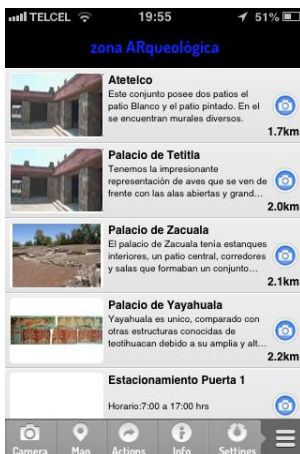 TELCEL 19:55 51%
zona ARqueológica
Atetelco
Este conjunto posee dos patios el
patio Blanco y el patio pintado. En el
se encuentran murales diversos.
1.7km
Palacio de Tetitla
Tenemos la impresionante
representación de aves que se ven de
frente con las alas abiertas y grand...
2.0km
Palacio de Zacuala
El palacio de Zacuala tenía estanques
interiores, un patio central, corredores
y salas que formaban un conjunto...
2.1km
Palacio de Yayahuala
Yayahuala es unico, comparado con
otras estructuras conocidas de
teotihuacan debido a su amplia y alt...
2.2km
Estacionamiento Puerta 1
Horario:7:00 a 17:00 hrs
Camera Map Actions Info Settings